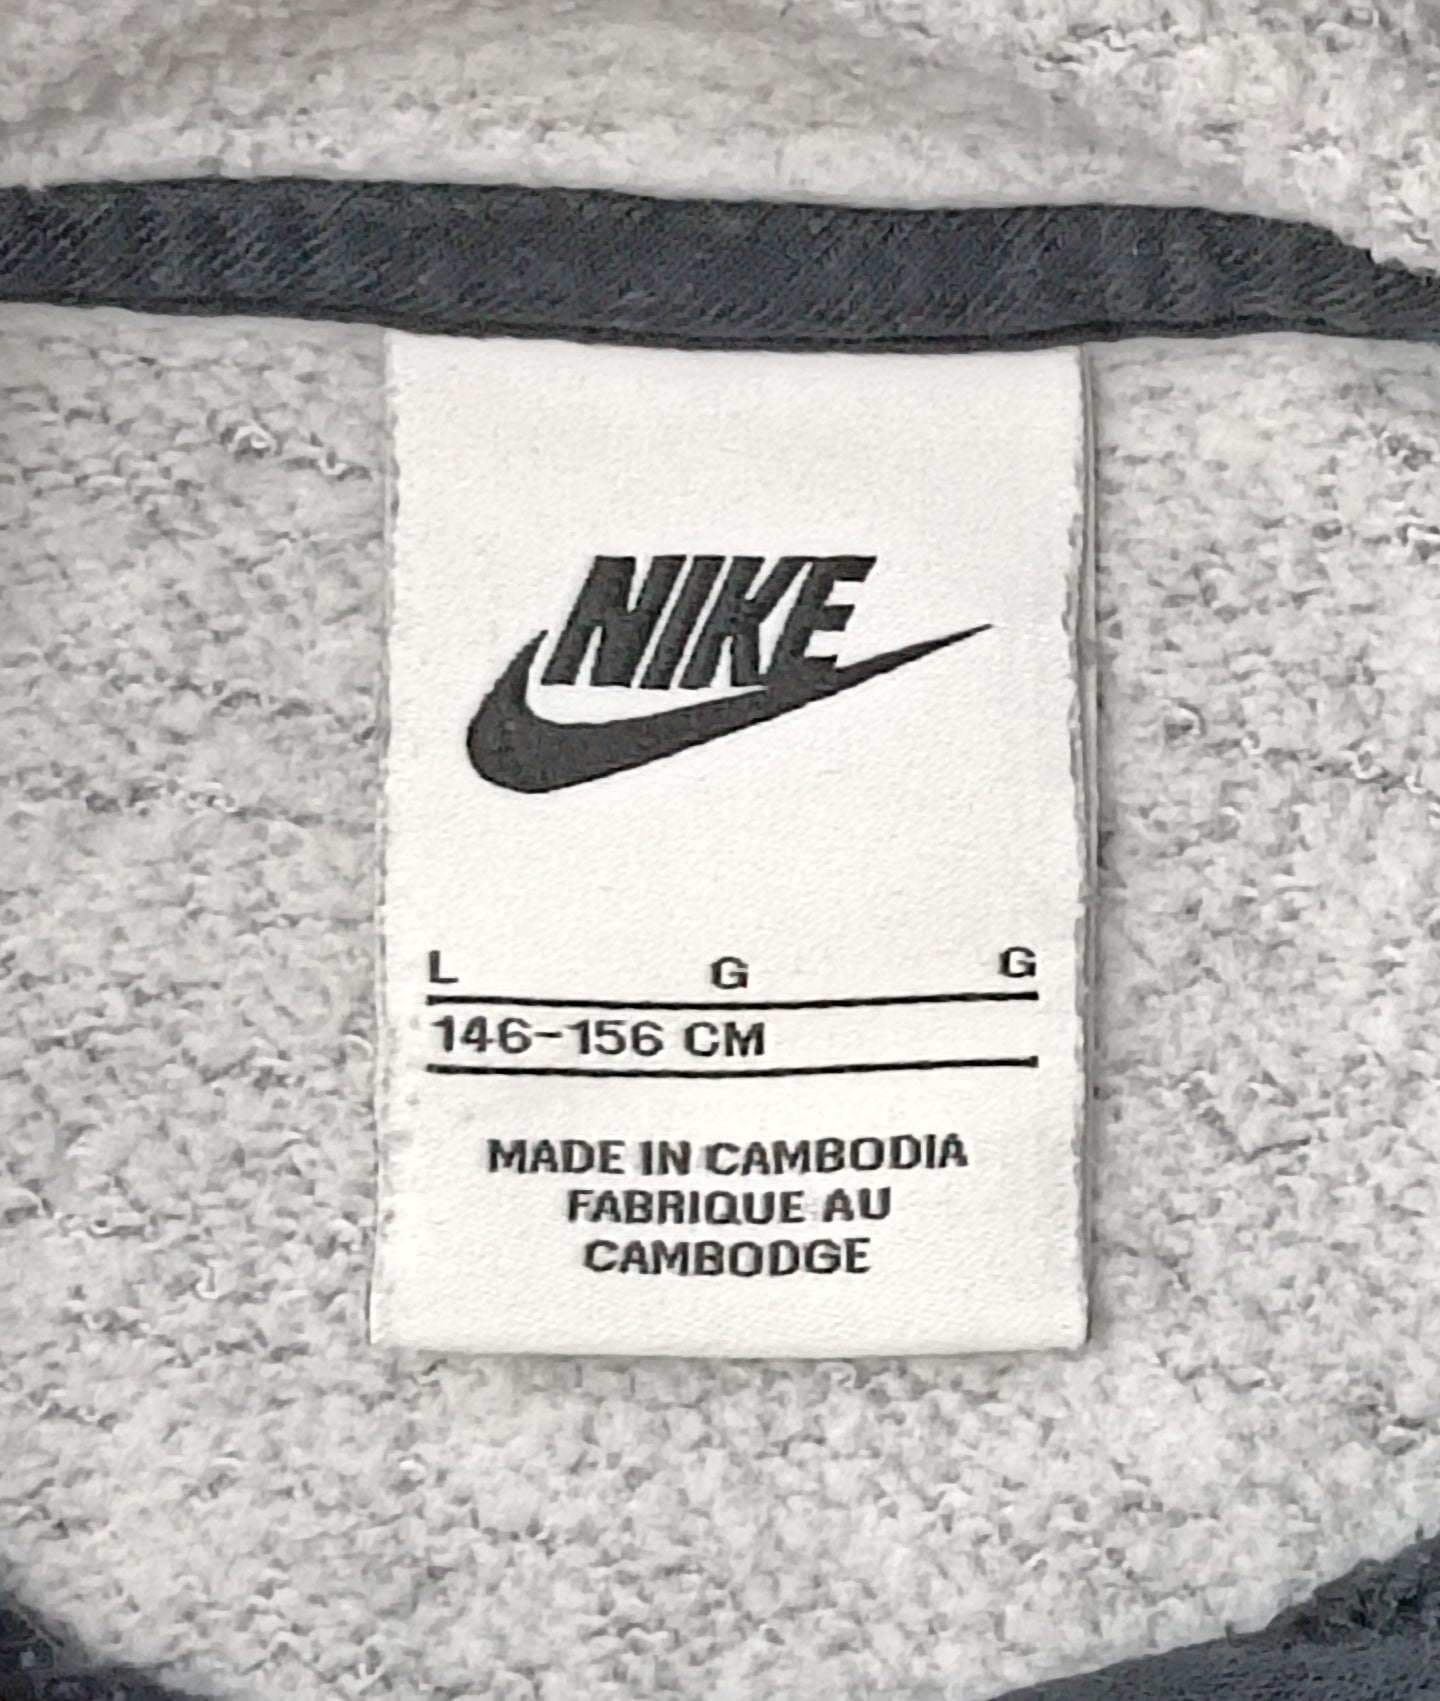 NIKE
L G G
146-156 CM
MADE IN CAMBODIA
FABRIQUE AU
CAMBODGE